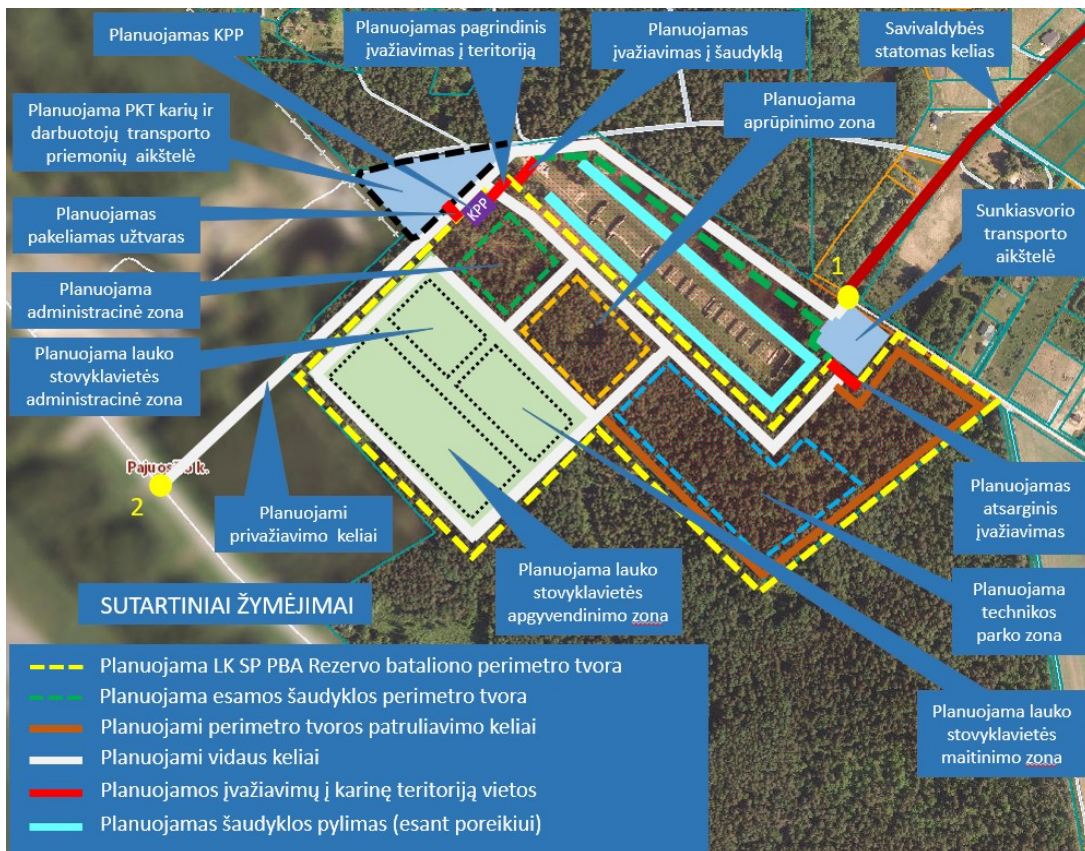 Planuojamas KPP
Planuojamas pagrindinis
įvažiavimas į teritoriją
Planuojamas
įvažiavimas į šaudyklą
Savivaldybės
statomas kelias
Planuojama PKT karių ir
darbuotojų transporto
priemonių aikštelė
Planuojama
aprūpinimo zona
Planuojamas
pakeliamas užtvaras
KPP
Sunkiasvorio
transporto
aikštelė
1
Planuojama
administracinė zona
Planuojama lauko
stovyklavietės
administracinė zona
Pajuosčio k.
2
Planuojami
privažiavimo keliai
Planuojamas
atsarginis
įvažiavimas
Planuojama lauko
stovyklavietės
apgyvendinimo zona
Planuojama
technikos
parko zona
Planuojama lauko
stovyklavietės
maitinimo zona
SUTARTINIAI ŽYMĖJIMAI
Planuojama LK SP PBA Rezervo bataliono perimetro tvora
Planuojama esamos šaudyklos perimetro tvora
Planuojami perimetro tvoros patruliavimo keliai
Planuojami vidaus keliai
Planuojamos įvažiavimų į karinę teritoriją vietos
Planuojamas šaudyklos pylimas (esant poreikiui)